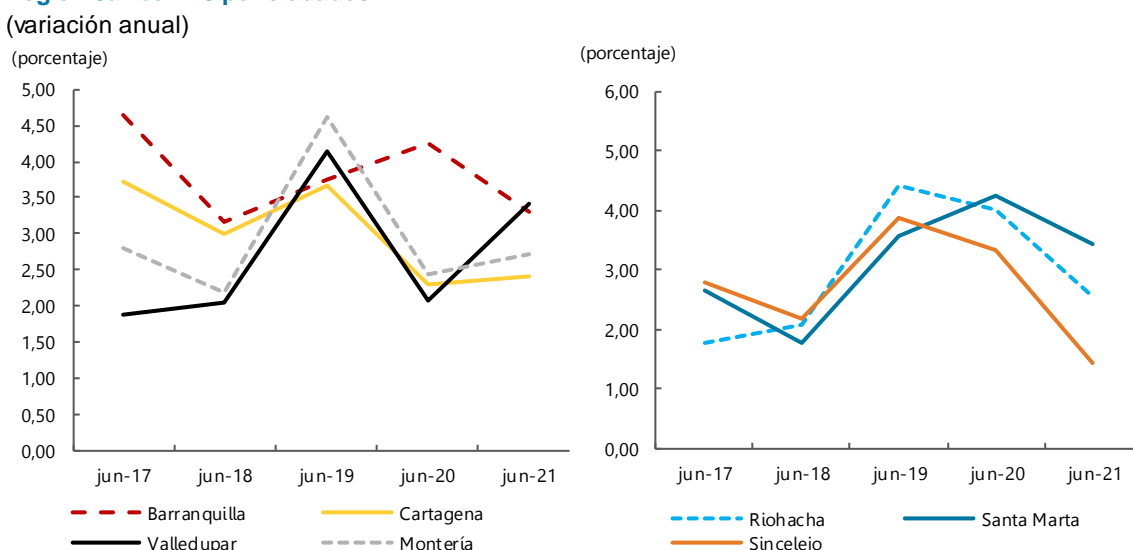 (variación anual)
(porcentaje)
5,00
4,50
4,00
3,50
3,00
2,50
2,00
1,50
1,00
0,50
0,00
jun-17 jun-18 jun-19 jun-20 jun-21
Barranquilla Cartagena
Valledupar Montería
(porcentaje)
6,00
5,00
4,00
3,00
2,00
1,00
0,00
jun-17 jun-18 jun-19 jun-20 jun-21
Riohacha Santa Marta
Sincelejo